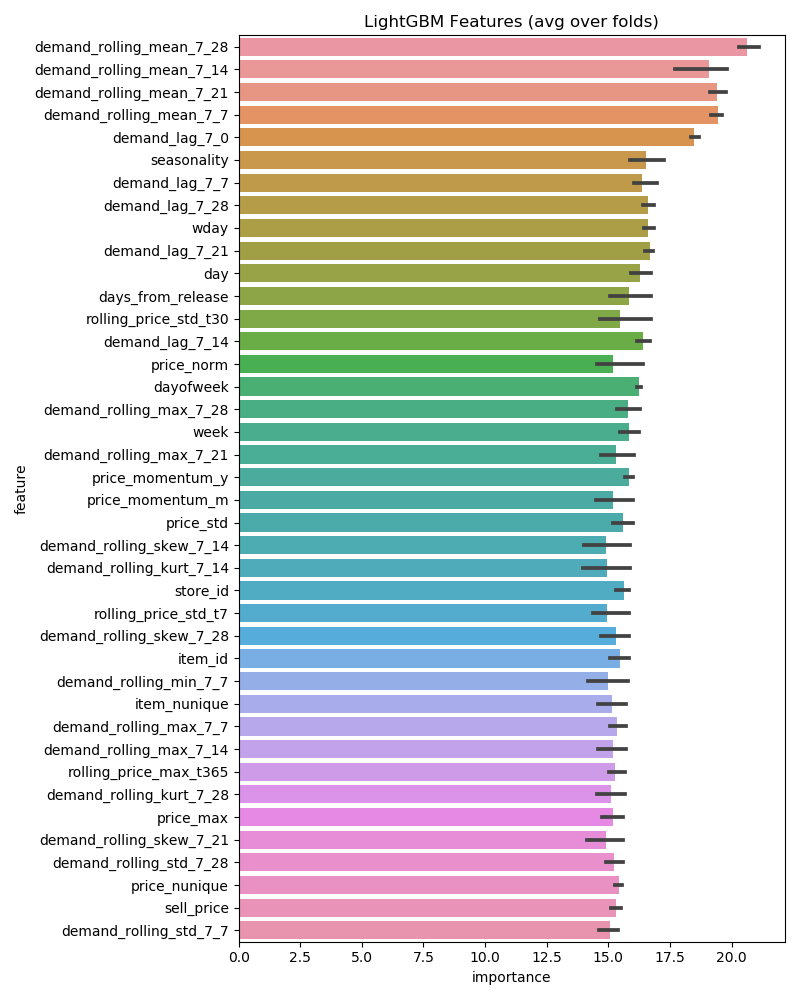 LightGBM Features (avg over folds)
demand_rolling_mean_7_28
demand_rolling_mean_7_14
demand_rolling_mean_7_21
demand_rolling_mean_7_7
demand_lag_7_0
seasonality
demand_lag_7_7
demand_lag_7_28
wday
demand_lag_7_21
day
days_from_release
rolling_price_std_t30
demand_lag_7_14
price_norm
dayofweek
demand_rolling_max_7_28
week
demand_rolling_max_7_21
price_momentum_y
price_momentum_m
price_std
demand_rolling_skew_7_14
demand_rolling_kurt_7_14
store_id
rolling_price_std_t7
demand_rolling_skew_7_28
item_id
demand_rolling_min_7_7
item_nunique
demand_rolling_max_7_7
demand_rolling_max_7_14
rolling_price_max_t365
demand_rolling_kurt_7_28
price_max
demand_rolling_skew_7_21
demand_rolling_std_7_28
price_nunique
sell_price
demand_rolling_std_7_7
feature
0.0 2.5 5.0 7.5 10.0 12.5 15.0 17.5 20.0
importance